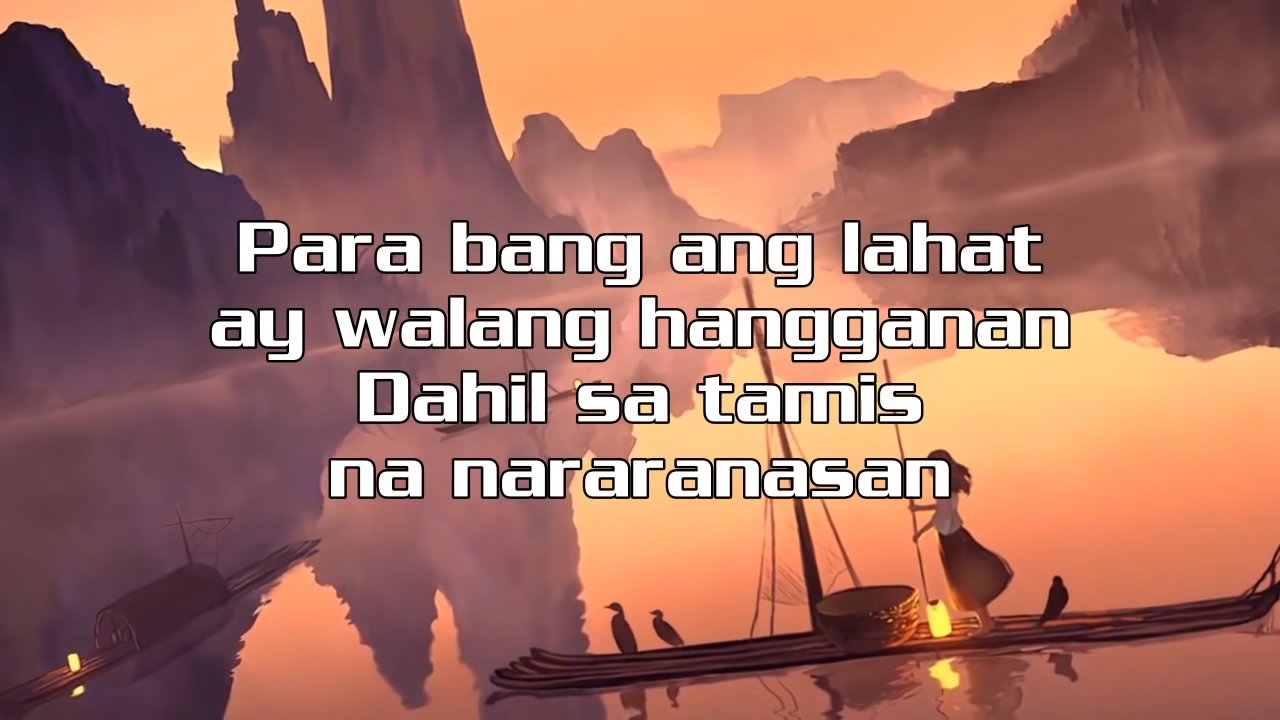 Para bang ang lahat
ay walang hangganan
Dahil sa tamis
na nararanasan